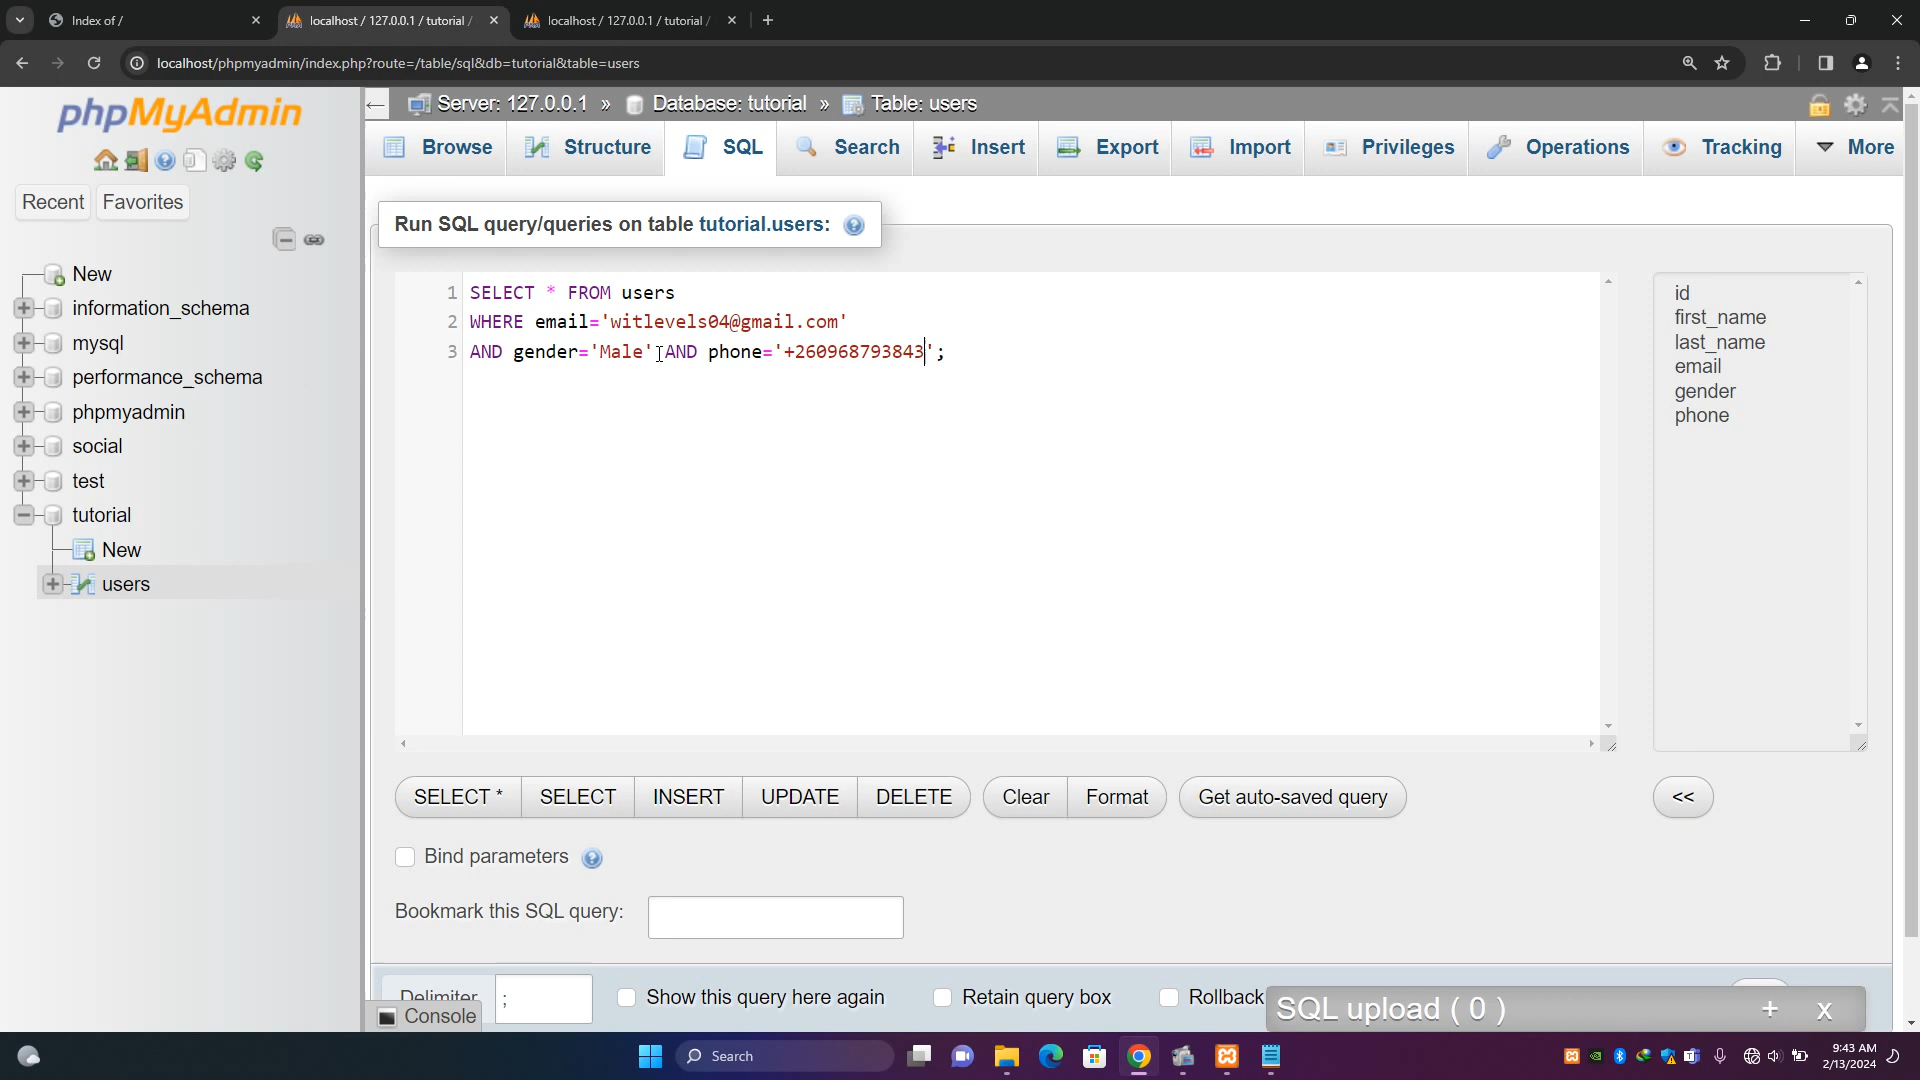 Index of /
localhost / 127.0.0.1 / tutorial /
localhost / 127.0.0.1 / tutorial /
localhost/phpmyadmin/index.php?route=/table/sql&db=tutorial&table=users
phpMyAdmin
Server: 127.0.0.1 » Database: tutorial » Table: users
Browse Structure SQL Search Insert Export Import Privileges Operations Tracking More
Recent Favorites
New
information_schema
mysql
performance_schema
phpmyadmin
social
test
tutorial
New
users
Run SQL query/queries on table tutorial.users:
1 SELECT * FROM users
2 WHERE email='witlevels04@gmail.com'
3 AND gender='Male' AND phone='+260968793843';
id
first_name
last_name
email
gender
phone
SELECT * SELECT INSERT UPDATE DELETE Clear Format Get auto-saved query <<
Bind parameters
Bookmark this SQL query:
Delimiter ; Show this query here again Retain query box Rollback
SQL upload ( 0 ) + x
Console
Search
9:43 AM
2/13/2024